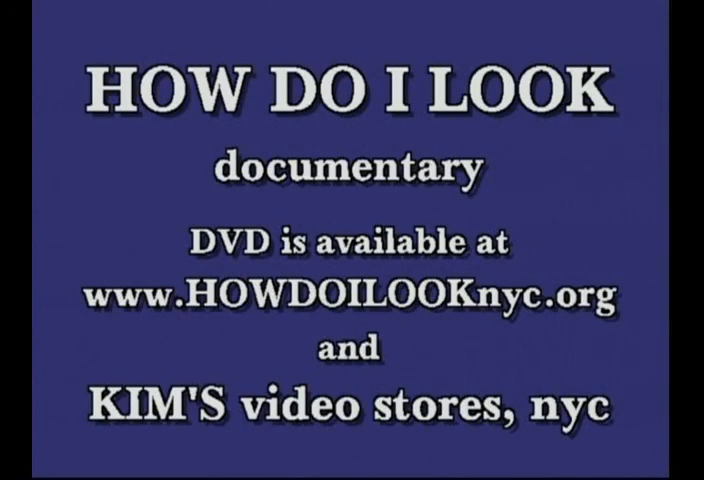 HOW DO I LOOK
documentary
DVD is available at
www.HOWDOILOOKnyc.org
and
KIM'S video stores, nyc